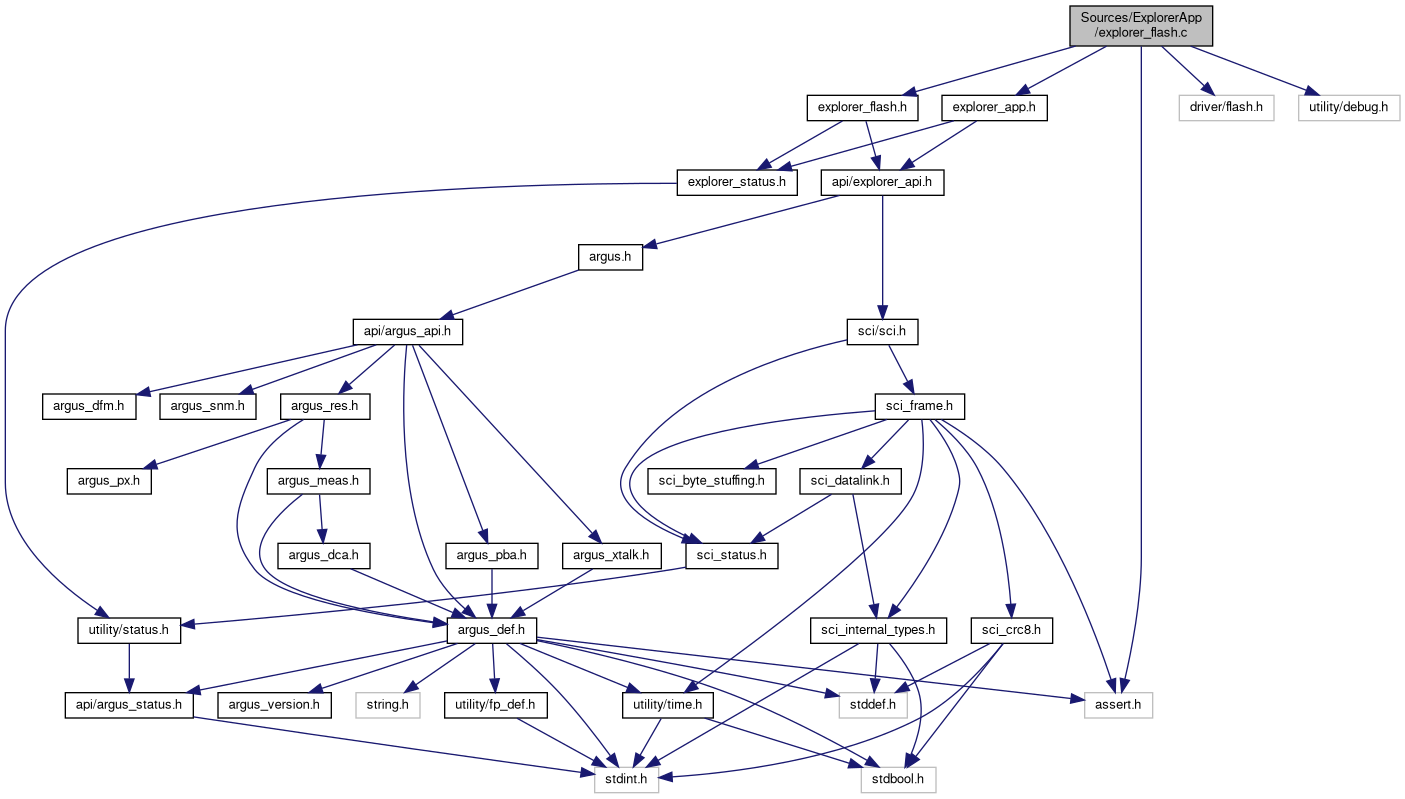 Sources/ExplorerApp
/explorer_flash.c
explorer_flash.h
explorer_app.h
driver/flash.h
utility/debug.h
explorer_status.h
api/explorer_api.h
argus.h
api/argus_api.h
sci/sci.h
argus_dfm.h
argus_snm.h
argus_res.h
sci_frame.h
argus_px.h
argus_meas.h
sci_byte_stuffing.h
sci_datalink.h
argus_dca.h
argus_pba.h
argus_xtalk.h
sci_status.h
utility/status.h
argus_def.h
sci_internal_types.h
sci_crc8.h
api/argus_status.h
argus_version.h
string.h
utility/fp_def.h
utility/time.h
stddef.h
assert.h
stdint.h
stdbool.h